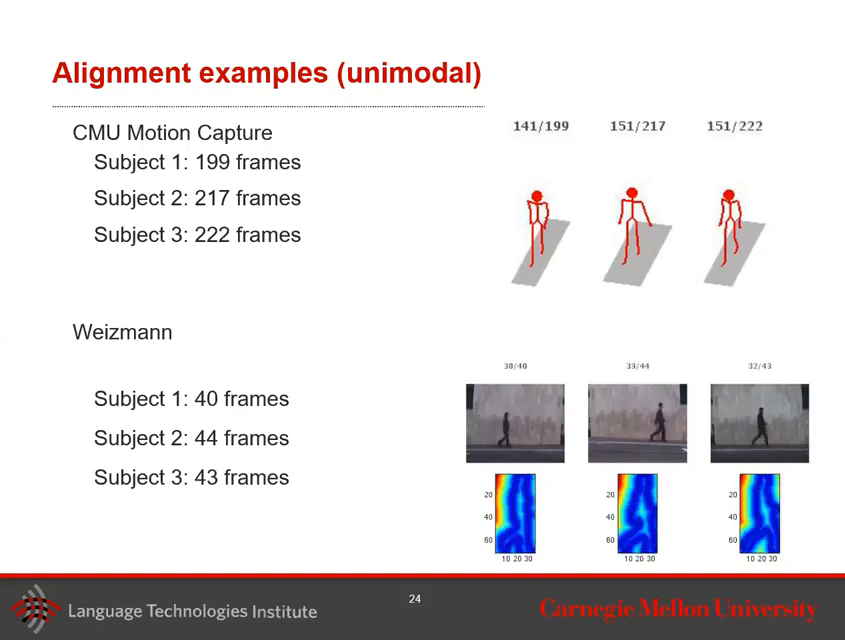 Alignment examples (unimodal)
CMU Motion Capture
Subject 1: 199 frames
Subject 2: 217 frames
Subject 3: 222 frames
141/199 151/217 151/222
Weizmann
Subject 1: 40 frames
Subject 2: 44 frames
Subject 3: 43 frames
30/40 33/44 32/43
20 20 20
40 40 40
60 60 60
10 20 30 10 20 30 10 20 30
Language Technologies Institute
24
Carnegie Mellon University